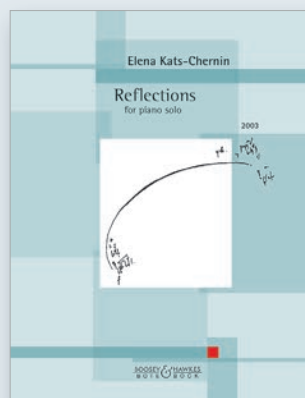 Elena Kats-Chernin
Reflections
for piano solo
2003
BOOSEY & HAWKES
BOTE & BOCK